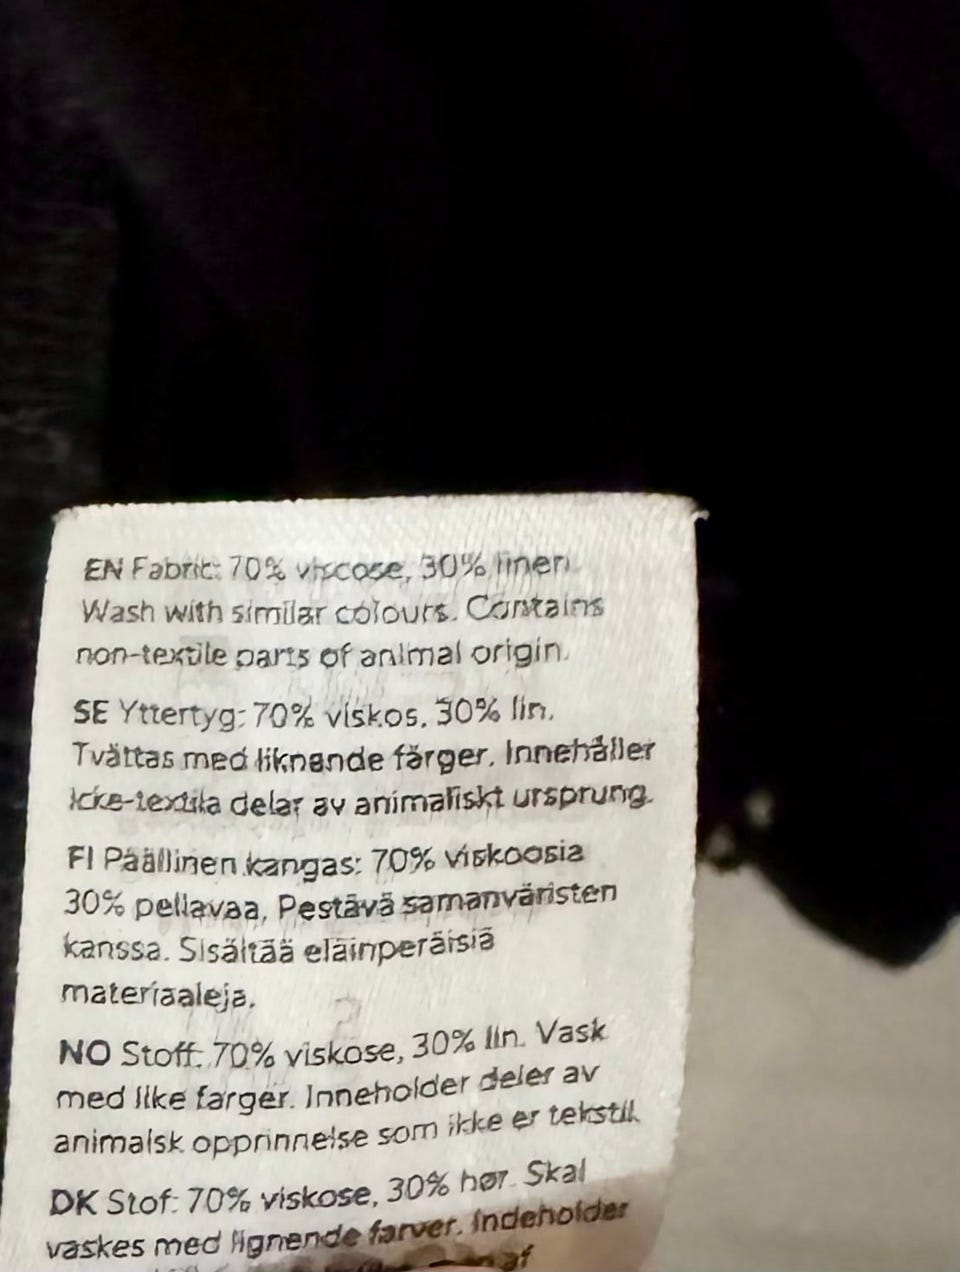 EN Fabric: 70% viscose, 30% linen.
Wash with similar colours. Contains
non-textile parts of animal origin.
SE Yttertyg: 70% viskos, 30% lin.
Tvättas med liknande färger. Innehåller
icke-textila delar av animaliskt ursprung.
FI Päällinen kangas: 70% viskoosia
30% pellavaa. Pestävä samanväristen
kanssa. Sisältää eläinperäisiä
materiaaleja.
NO Stoff: 70% viskose, 30% lin. Vask
med like farger. Inneholder deler av
animalsk opprinnelse som ikke er tekstil.
DK Stof: 70% viskose, 30% hør. Skal
vaskes med lignende farver. Indeholder
af